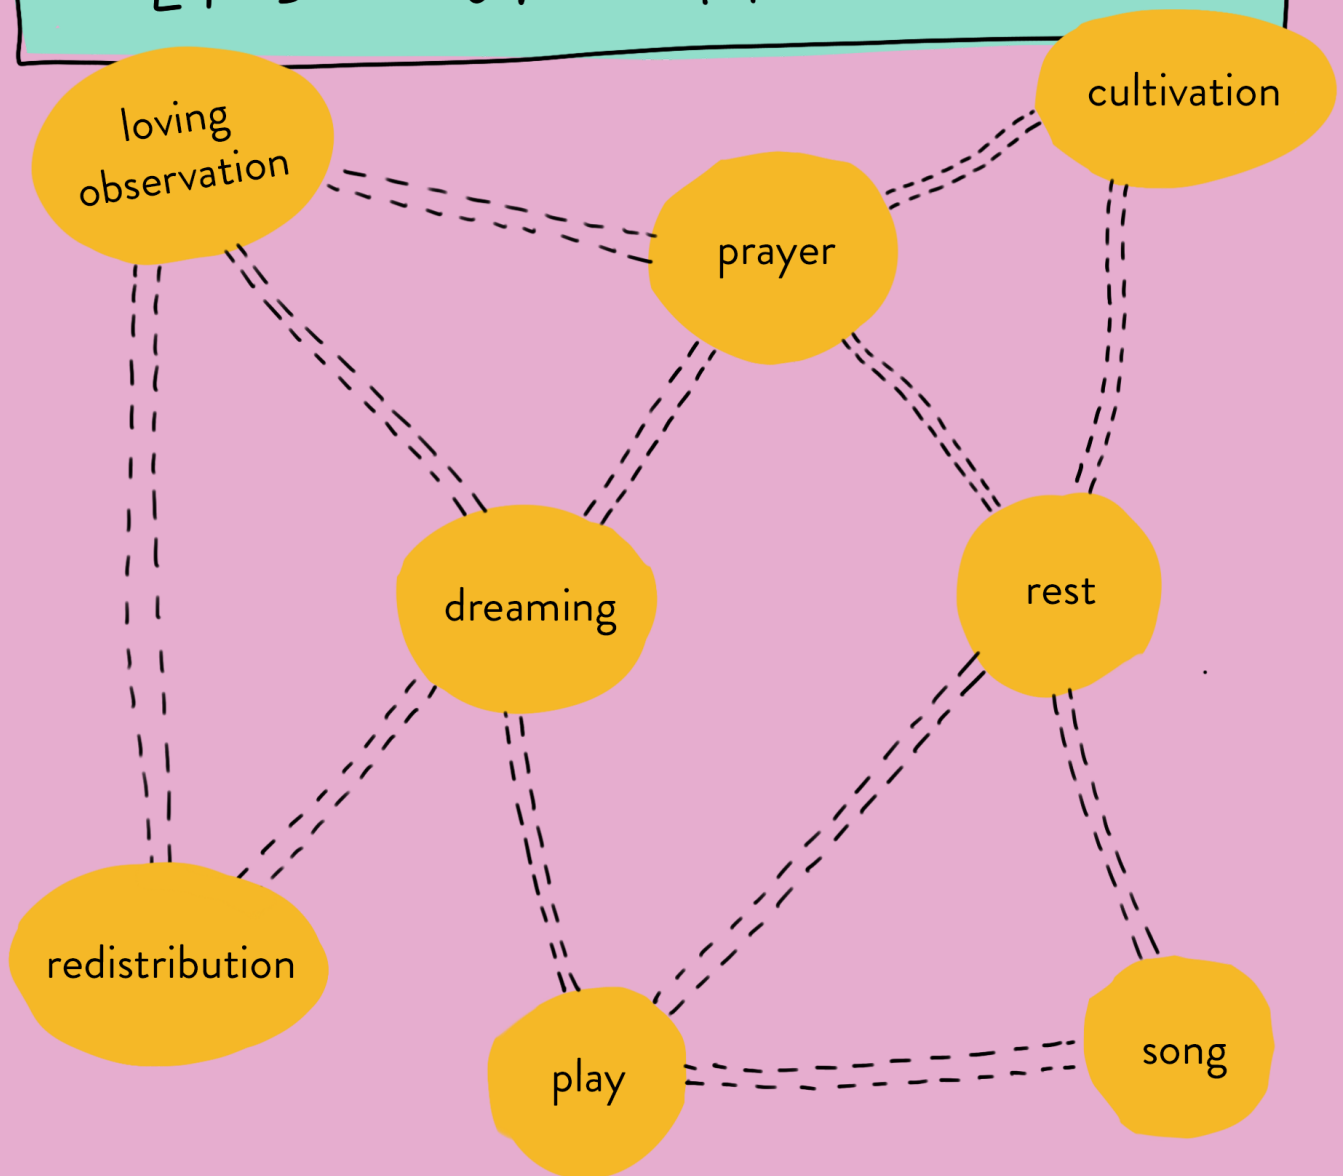 loving
observation
cultivation
prayer
dreaming
rest
redistribution
play
song